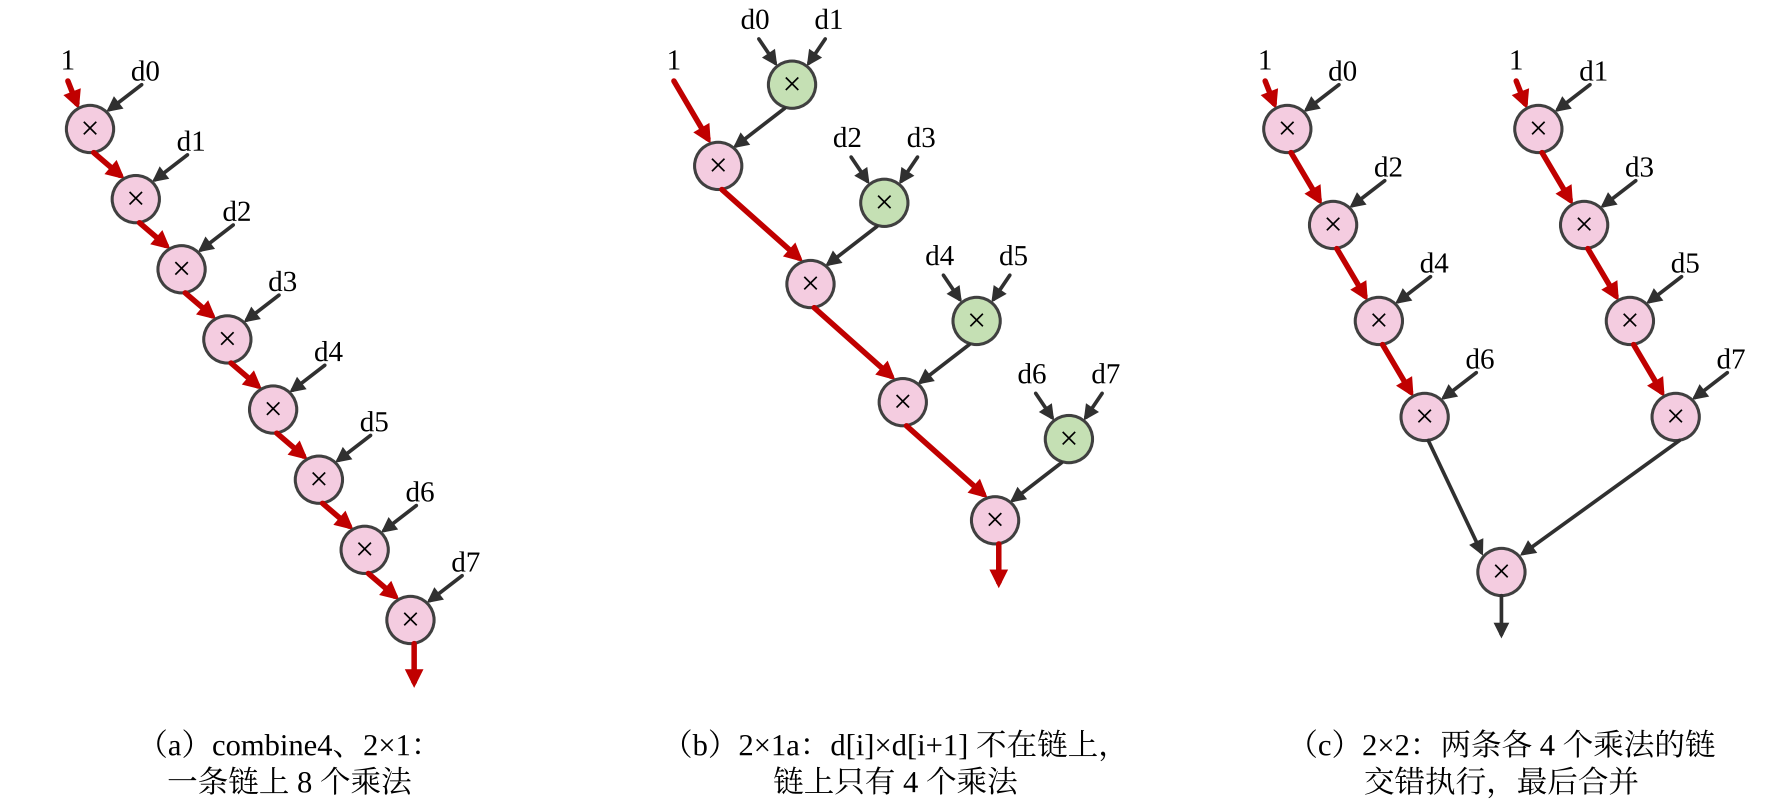 1
d0
×
d1
×
d2
×
d3
×
d4
×
d5
×
d6
×
d7
×
（a）combine4、2×1：
一条链上 8 个乘法
d0 d1
1
×
×
d2 d3
×
×
d4 d5
×
×
d6 d7
×
×
（b）2×1a：d[i]×d[i+1] 不在链上，
链上只有 4 个乘法
1
d0
×
d2
×
d4
×
d6
×
1
d1
×
d3
×
d5
×
d7
×
×
（c）2×2：两条各 4 个乘法的链
交错执行，最后合并